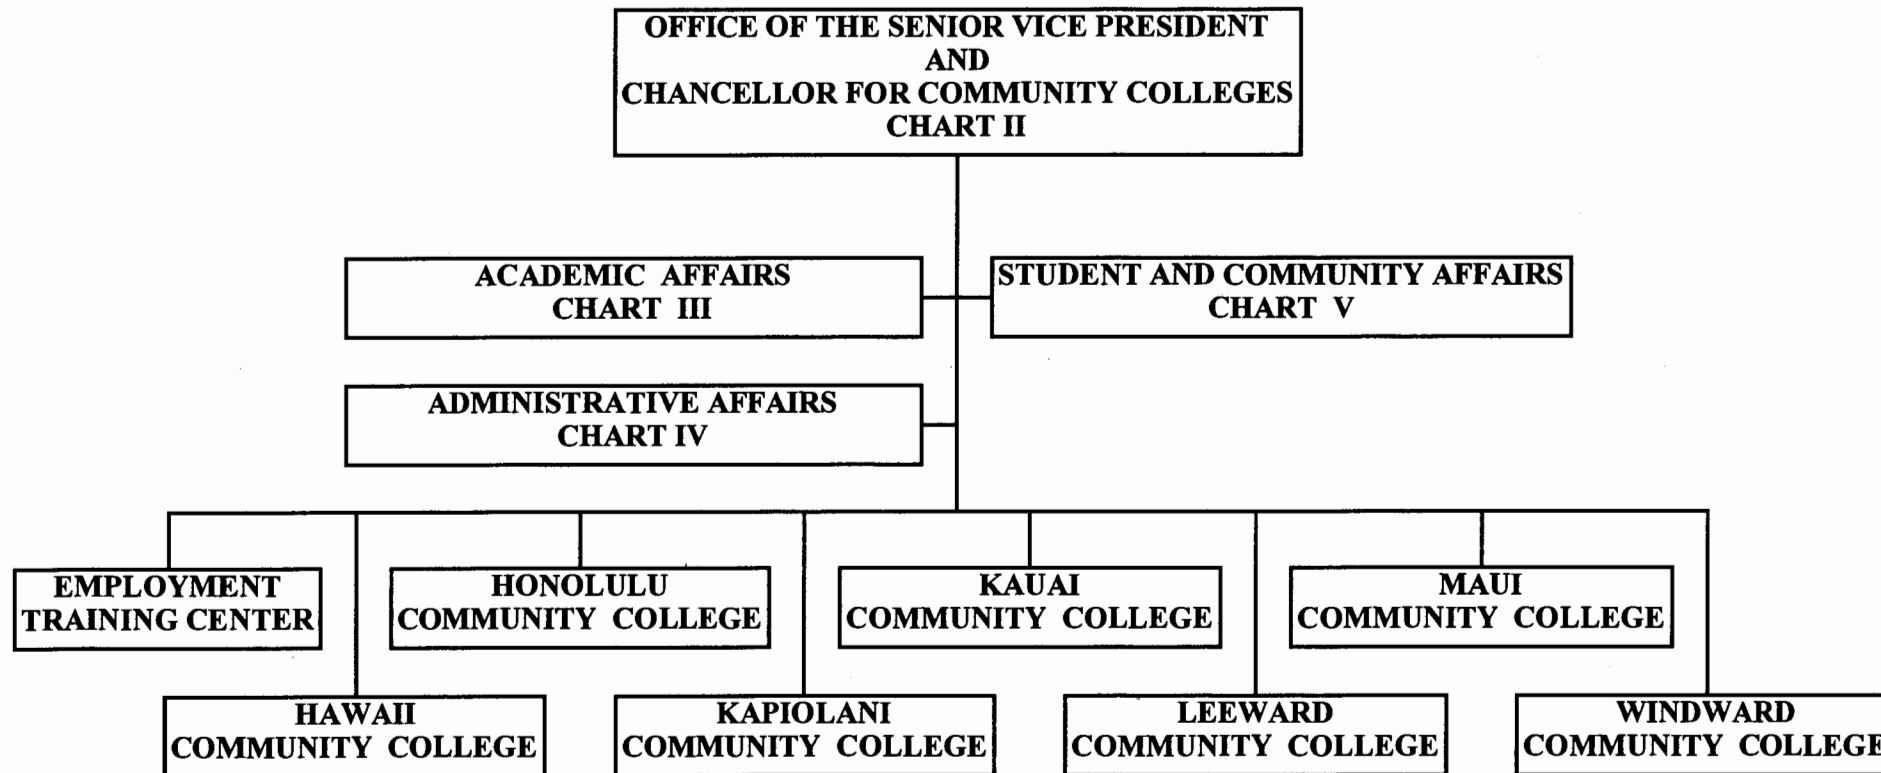 OFFICE OF THE SENIOR VICE PRESIDENT
AND
CHANCELLOR FOR COMMUNITY COLLEGES
CHART II
ACADEMIC AFFAIRS
CHART III
STUDENT AND COMMUNITY AFFAIRS
CHART V
ADMINISTRATIVE AFFAIRS
CHART IV
EMPLOYMENT
TRAINING CENTER
HONOLULU
COMMUNITY COLLEGE
KAUAI
COMMUNITY COLLEGE
MAUI
COMMUNITY COLLEGE
HAWAII
COMMUNITY COLLEGE
KAPIOLANI
COMMUNITY COLLEGE
LEEWARD
COMMUNITY COLLEGE
WINDWARD
COMMUNITY COLLEGE